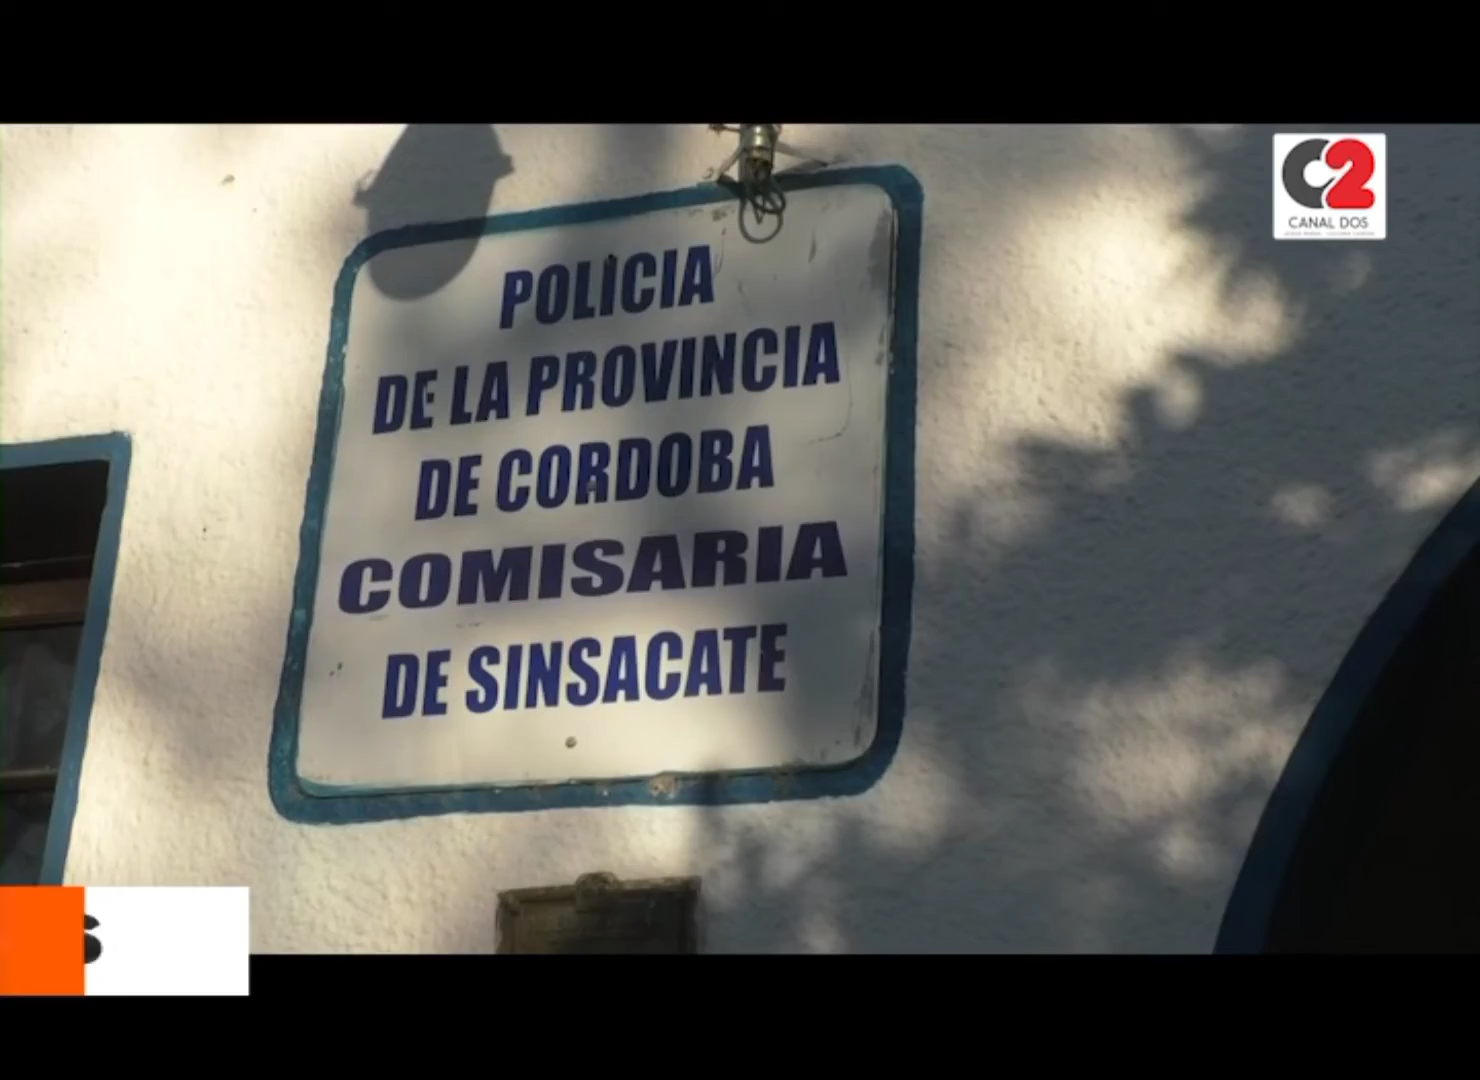 C2
CANAL DOS
POLICIA
DE LA PROVINCIA
DE CORDOBA
COMISARIA
DE SINSACATE